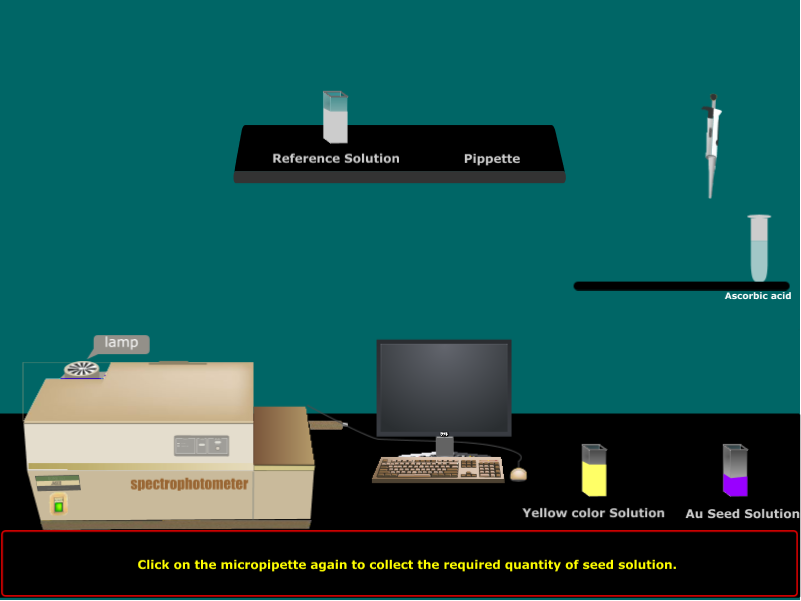 Reference Solution
Pippette
Ascorbic acid
lamp
spectrophotometer
Yellow color Solution
Au Seed Solution
Click on the micropipette again to collect the required quantity of seed solution.